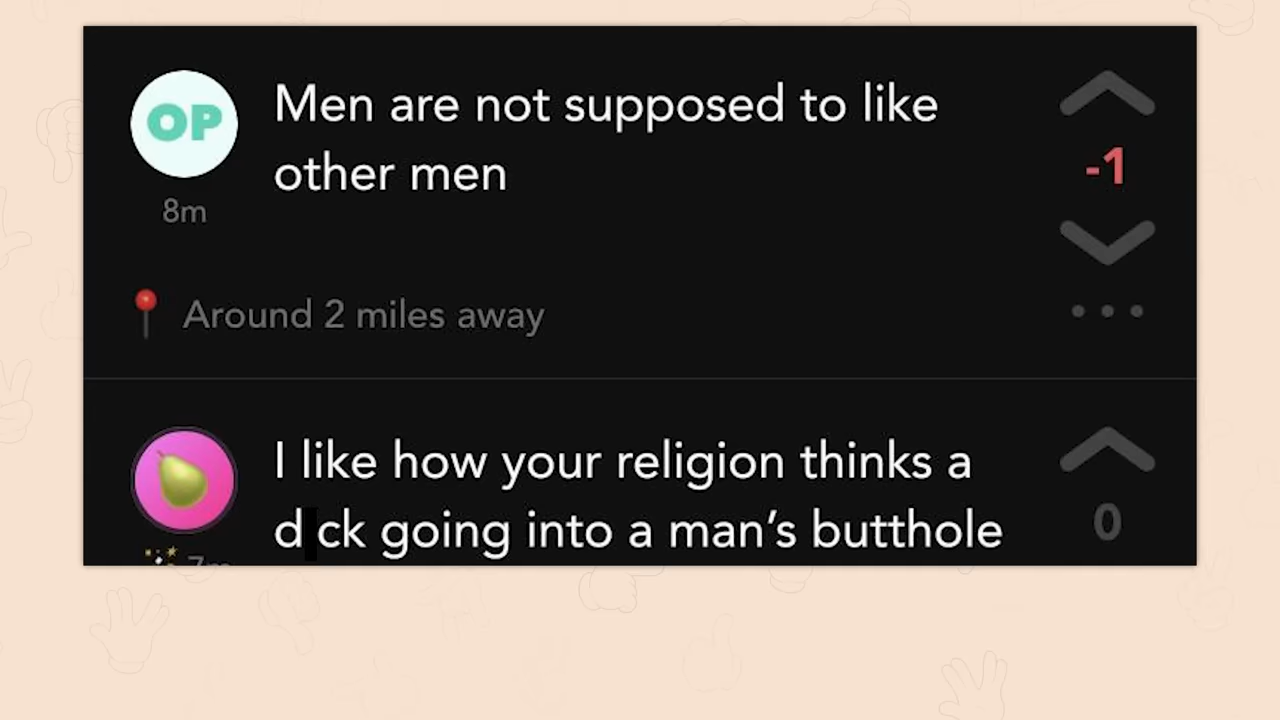 OP
Men are not supposed to like
other men
-1
8m
Around 2 miles away
I like how your religion thinks a
d ck going into a man's butthole
0
7m